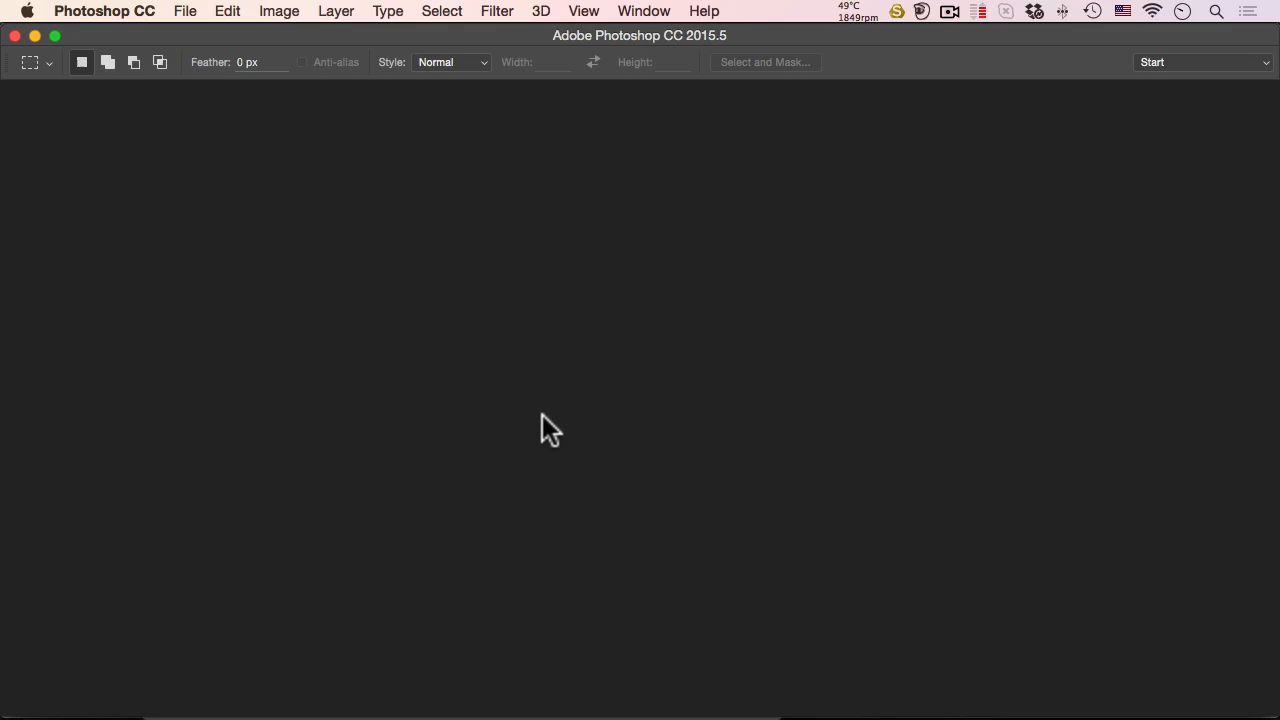 Photoshop CC File Edit Image Layer Type Select Filter 3D View Window Help 49°C
1849rpm
Adobe Photoshop CC 2015.5
Feather: 0 px Anti-alias Style: Normal Width: Height: Select and Mask... Start